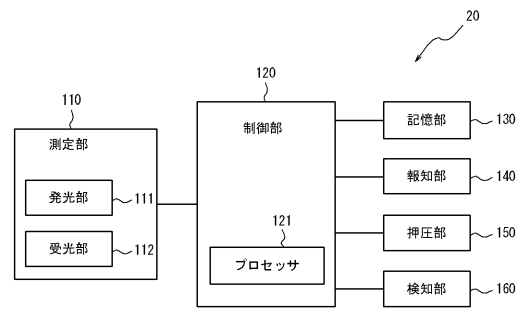 20
110
測定部
発光部
111
受光部
112
120
制御部
121
プロセッサ
記憶部
130
報知部
140
押圧部
150
検知部
160